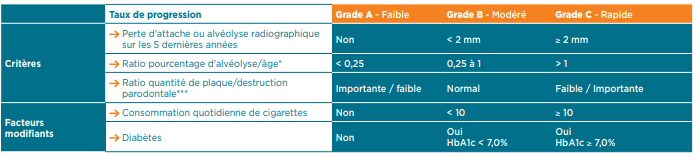 Taux de progression Grade A - Faible Grade B - Modéré Grade C - Rapide
Critères
→ Perte d'attache ou alvéolyse radiographique
sur les 5 dernières années
Non < 2 mm ≥ 2 mm
→ Ratio pourcentage d'alvéolyse/âge* < 0,25 0,25 à 1 > 1
→ Ratio quantité de plaque/destruction
parodontale***
Importante / faible Normal Faible / Importante
Facteurs
modifiants
→ Consommation quotidienne de cigarettes Non < 10 ≥ 10
→ Diabètes Non
Oui
HbA1c < 7,0%
Oui
HbA1c ≥ 7,0%